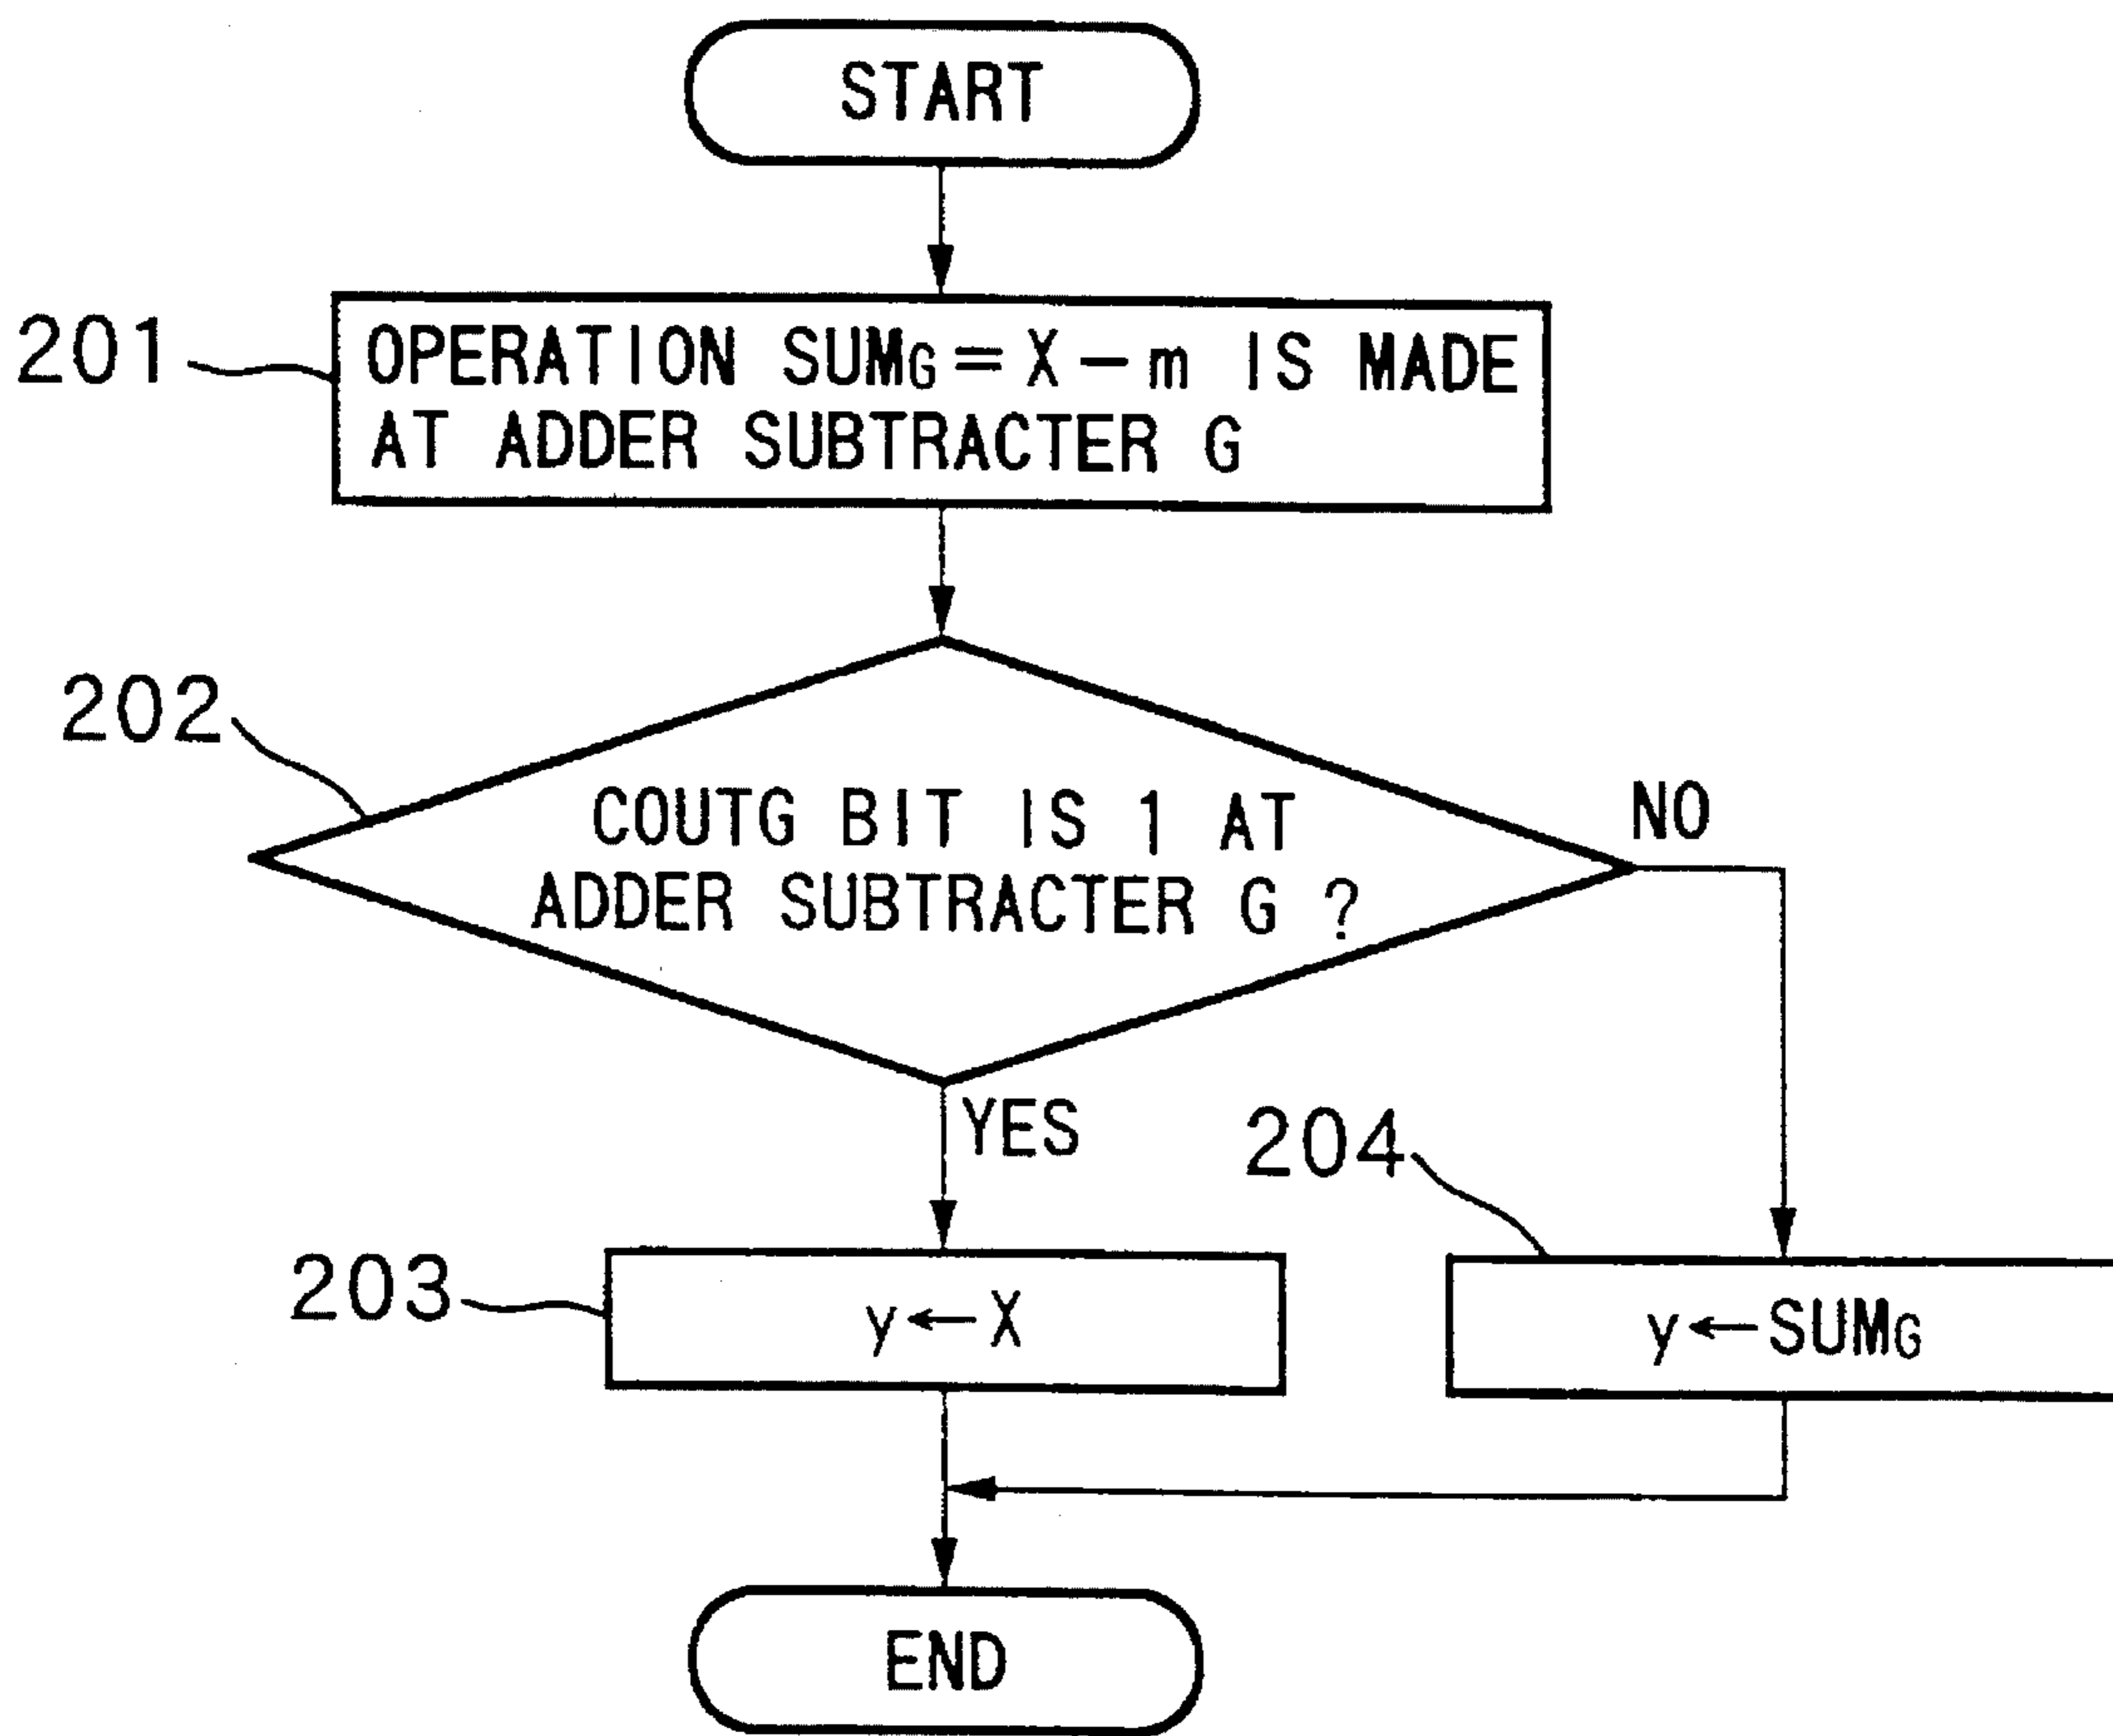 START
201
OPERATION SUMG=X-m IS MADE
AT ADDER SUBTRACTER G
202
COUTG BIT IS 1 AT
ADDER SUBTRACTER G ?
NO
YES
204
203
y←X
y←SUMG
END